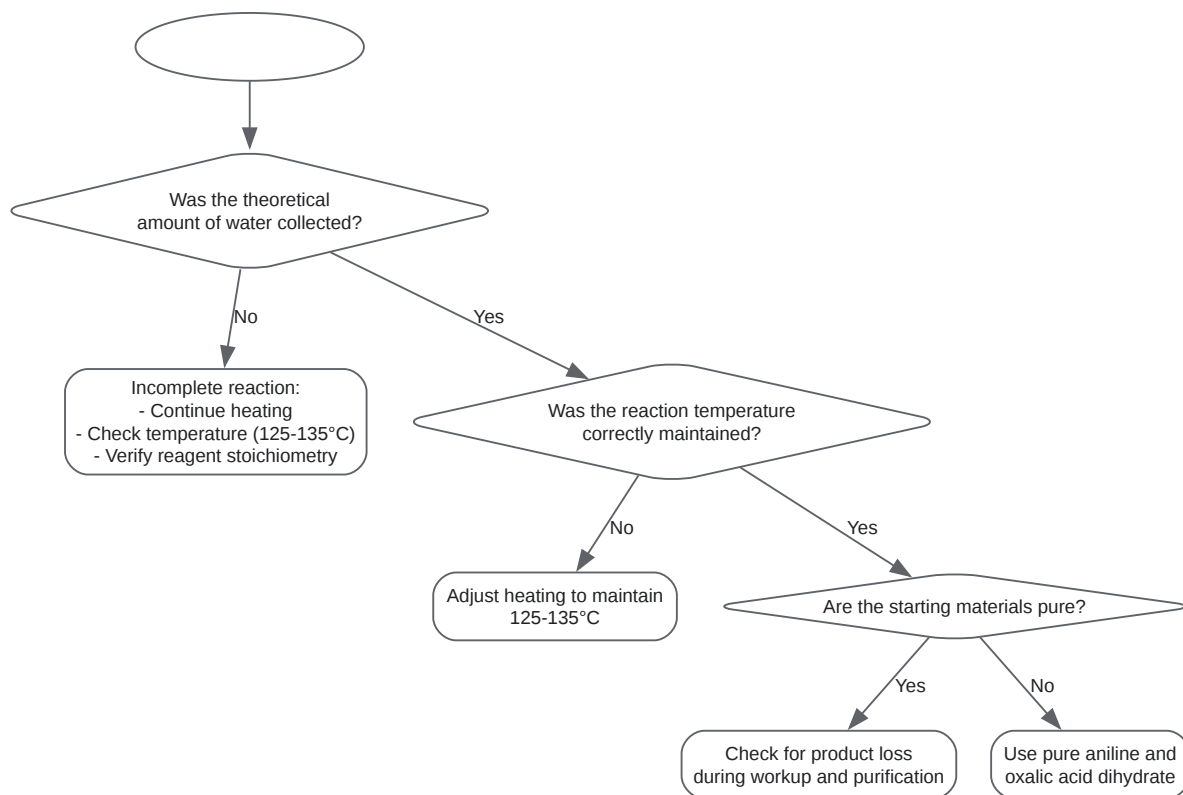 Was the theoretical
amount of water collected?
No
Yes
Incomplete reaction:
- Continue heating
- Check temperature (125-135°C)
- Verify reagent stoichiometry
Was the reaction temperature
correctly maintained?
No
Yes
Adjust heating to maintain
125-135°C
Are the starting materials pure?
Yes
No
Check for product loss
during workup and purification
Use pure aniline and
oxalic acid dihydrate